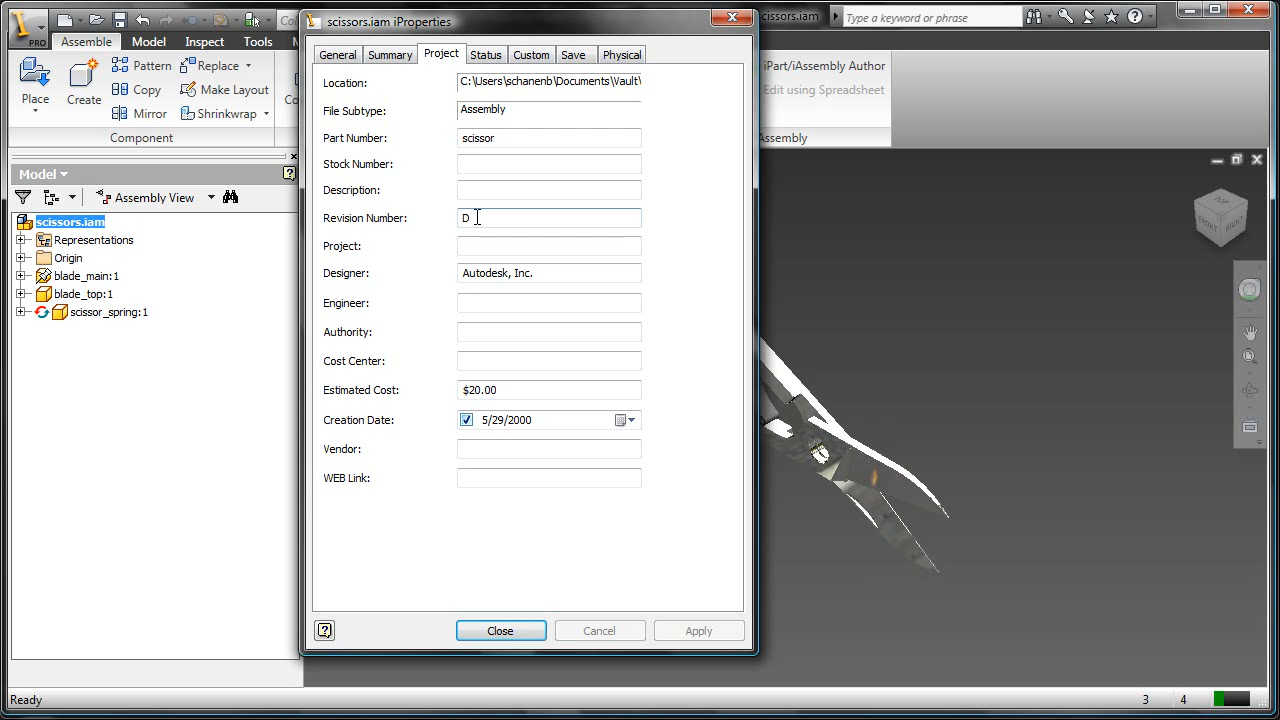 scissors.iam iProperties
PRO
scissors.iam
Type a keyword or phrase
Assemble Model Inspect Tools
Place
Create
Pattern
Copy
Mirror
Replace
Make Layout
Shrinkwrap
Component
iPart/iAssembly Author
Edit using Spreadsheet
Assembly
General Summary Project Status Custom Save Physical
Location: C:\Users\schanenb\Documents\Vault\
File Subtype: Assembly
Part Number: scissor
Stock Number:
Description:
Revision Number: D
Project:
Designer: Autodesk, Inc.
Engineer:
Authority:
Cost Center:
Estimated Cost: $20.00
Creation Date: 5/29/2000
Vendor:
WEB Link:
Close Cancel Apply
Model
Assembly View
scissors.iam
Representations
Origin
blade_main:1
blade_top:1
scissor_spring:1
TOP
FRONT
RIGHT
Ready 3 4